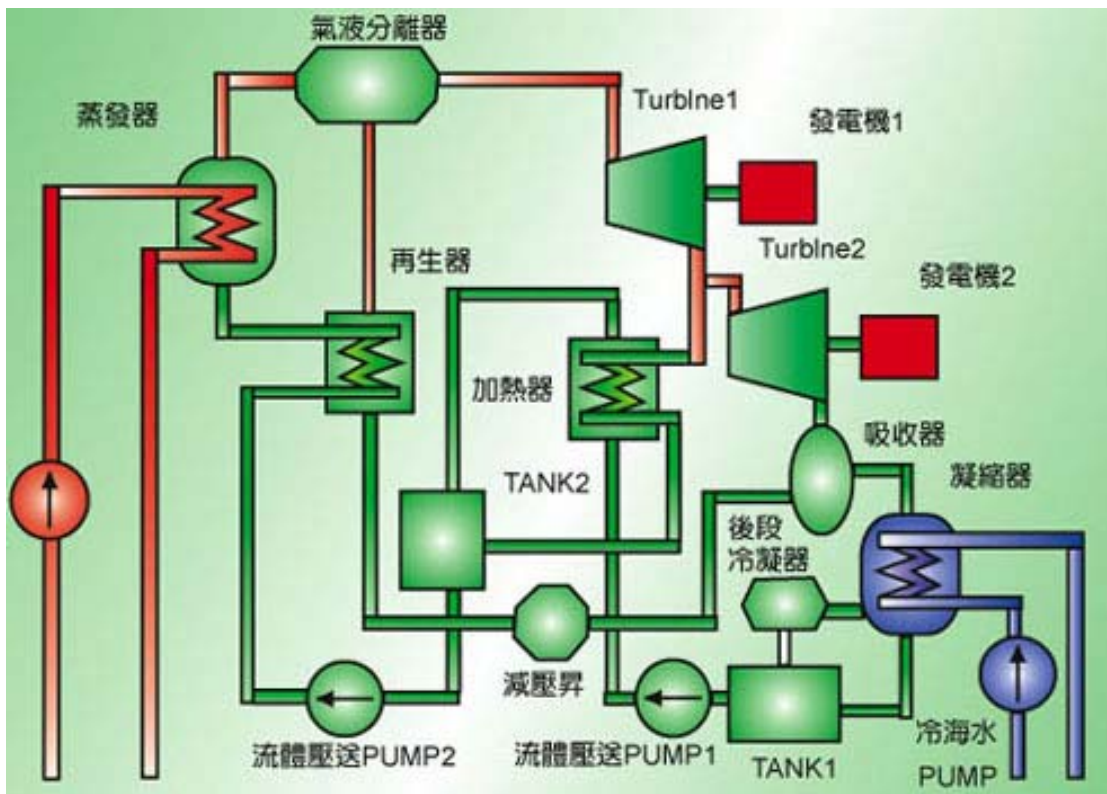 氣液分離器
蒸發器
TurbIne1
發電機1
TurbIne2
再生器
發電機2
加熱器
吸收器
TANK2
凝縮器
後段
冷凝器
減壓昇
流體壓送PUMP2
流體壓送PUMP1
TANK1
冷海水
PUMP